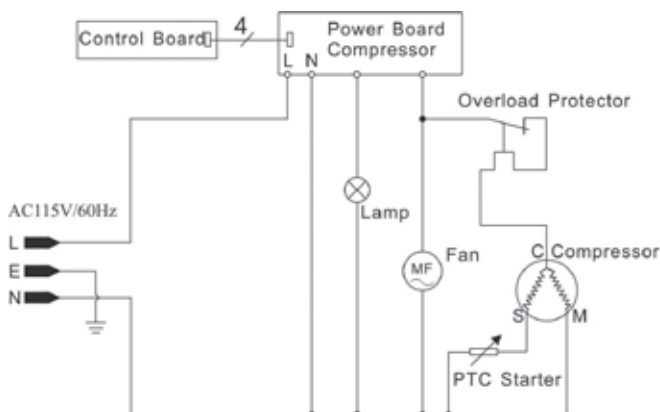 Control Board
4
Power Board
Compressor
L N
Overload Protector
AC115V/60Hz
Lamp
L
E
N
Fan
MF
C Compressor
S
M
PTC Starter